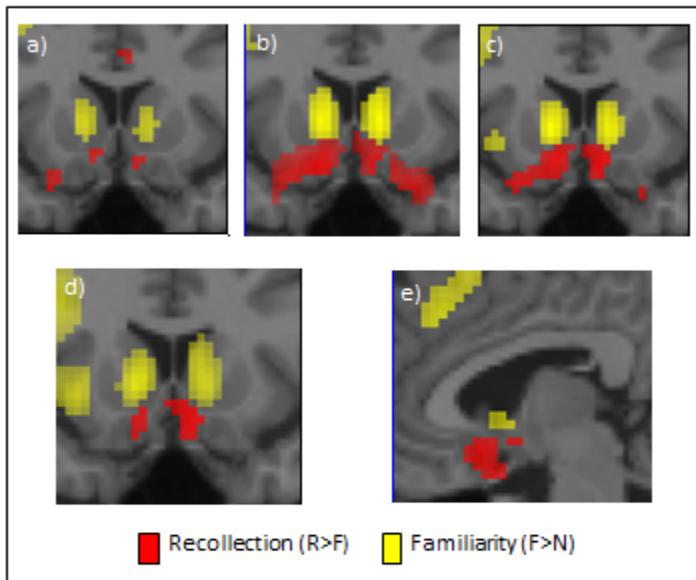 a)
b)
c)
d)
e)
Recollection (R>F)
Familiarity (F>N)